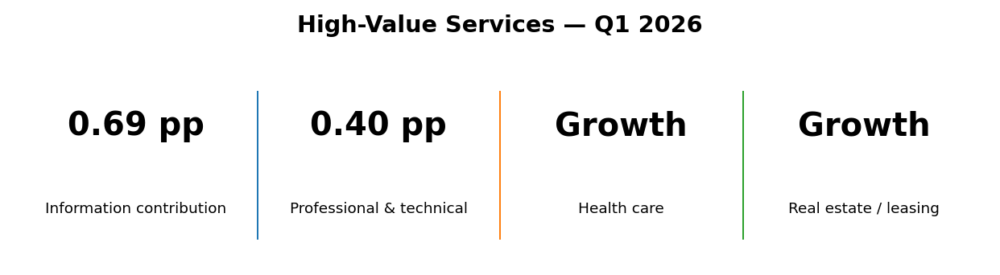 High-Value Services — Q1 2026
0.69 pp
0.40 pp
Growth
Growth
Information contribution
Professional & technical
Health care
Real estate / leasing